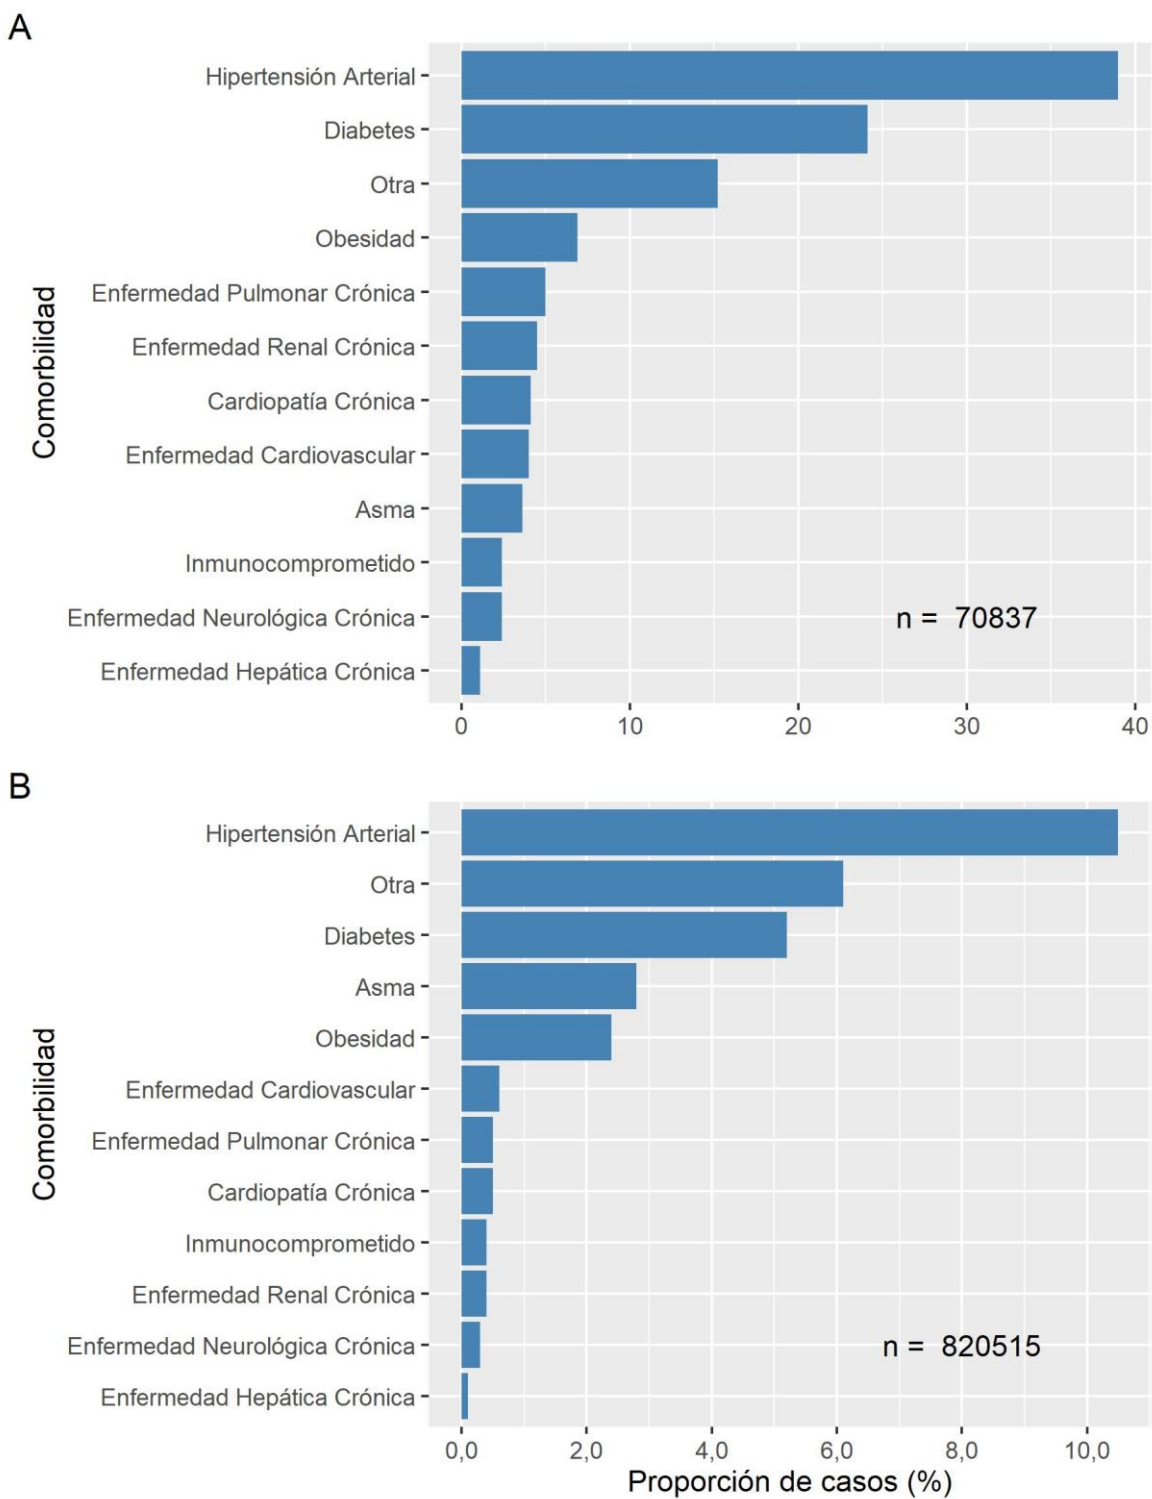 A
Hipertensión Arterial
Diabetes
Otra
Obesidad
Enfermedad Pulmonar Crónica
Enfermedad Renal Crónica
Cardiopatía Crónica
Enfermedad Cardiovascular
Asma
Inmunocomprometido
Enfermedad Neurológica Crónica
Enfermedad Hepática Crónica
Comorbilidad
n = 70837
0 10 20 30 40
B
Hipertensión Arterial
Otra
Diabetes
Asma
Obesidad
Enfermedad Cardiovascular
Enfermedad Pulmonar Crónica
Cardiopatía Crónica
Inmunocomprometido
Enfermedad Renal Crónica
Enfermedad Neurológica Crónica
Enfermedad Hepática Crónica
Comorbilidad
n = 820515
0,0 2,0 4,0 6,0 8,0 10,0
Proporción de casos (%)